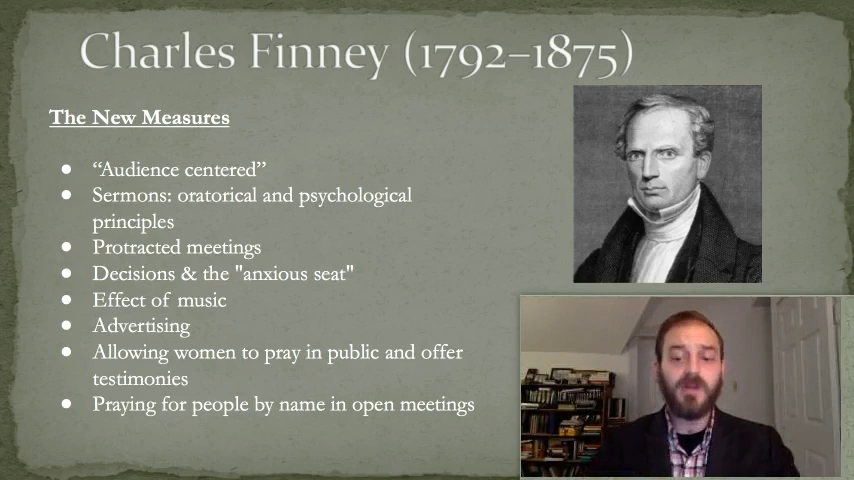 Charles Finney (1792–1875)
The New Measures
● “Audience centered”
● Sermons: oratorical and psychological
principles
● Protracted meetings
● Decisions & the "anxious seat"
● Effect of music
● Advertising
● Allowing women to pray in public and offer
testimonies
● Praying for people by name in open meetings